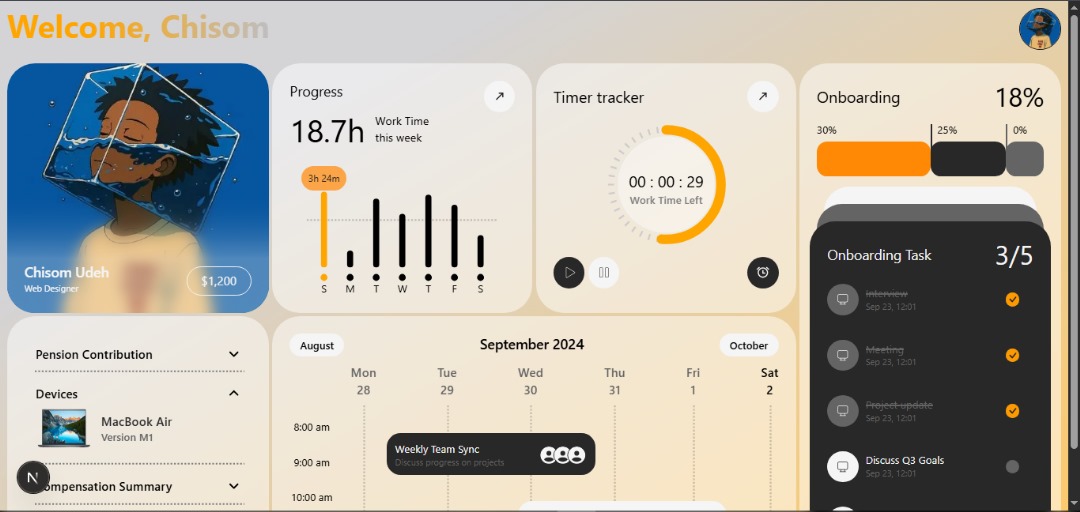 Welcome, Chisom
Chisom Udeh
Web Designer
$1,200
Progress
18.7h
Work Time
this week
3h 24m
S M T W T F S
Timer tracker
00 : 00 : 29
Work Time Left
Onboarding 18%
30% 25% 0%
Onboarding Task 3/5
Interview
Sep 23, 12:01
Meeting
Sep 23, 12:01
Project update
Sep 23, 12:01
Discuss Q3 Goals
Sep 23, 12:01
Pension Contribution
Devices
MacBook Air
Version M1
N
ompensation Summary
August September 2024 October
Mon Tue Wed Thu Fri Sat
28 29 30 31 1 2
8:00 am
Weekly Team Sync
Discuss progress on projects
9:00 am
10:00 am